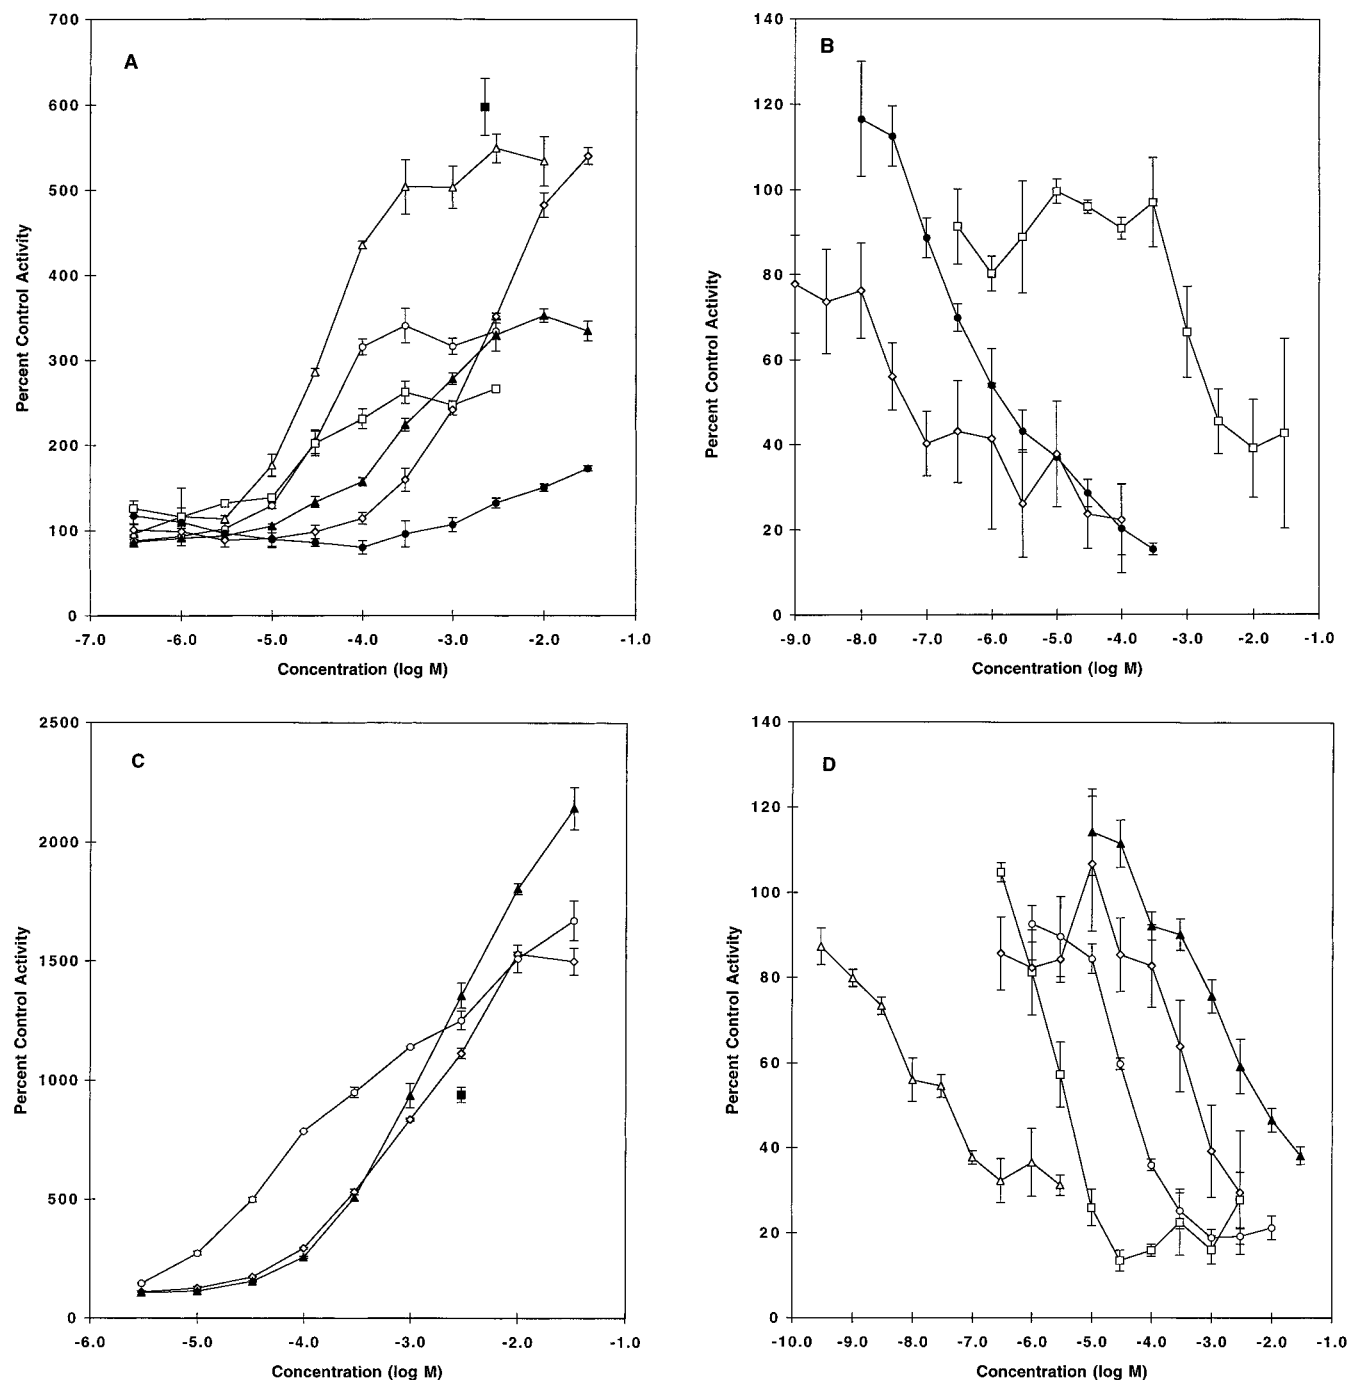 A
Percent Control Activity
700
600
500
400
300
200
100
0
-7.0 -6.0 -5.0 -4.0 -3.0 -2.0 -1.0
Concentration (log M)
B
Percent Control Activity
140
120
100
80
60
40
20
0
-9.0 -8.0 -7.0 -6.0 -5.0 -4.0 -3.0 -2.0 -1.0
Concentration (log M)
C
Percent Control Activity
2500
2000
1500
1000
500
0
-6.0 -5.0 -4.0 -3.0 -2.0 -1.0
Concentration (log M)
D
Percent Control Activity
140
120
100
80
60
40
20
0
-10.0 -9.0 -8.0 -7.0 -6.0 -5.0 -4.0 -3.0 -2.0 -1.0
Concentration (log M)